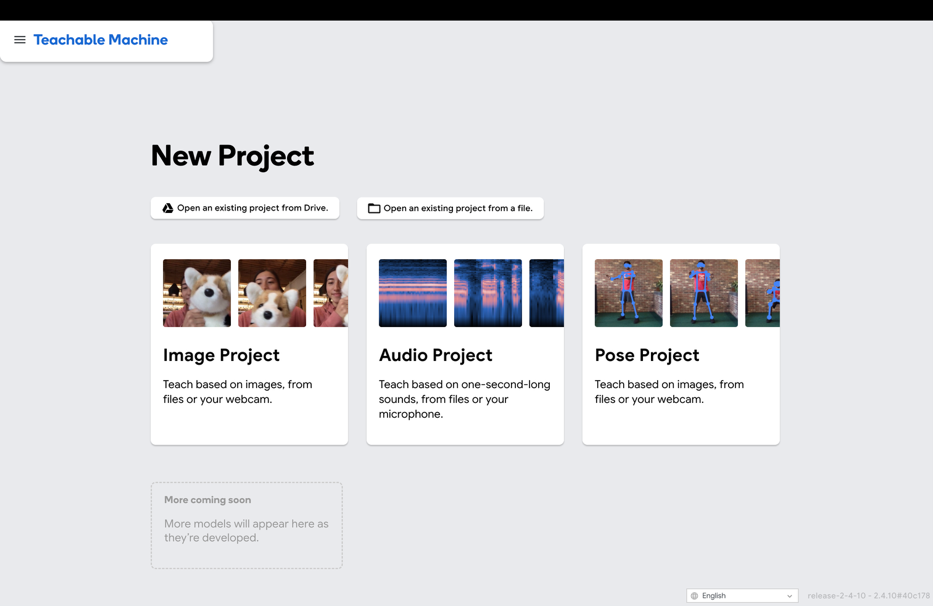 Teachable Machine
New Project
Open an existing project from Drive.
Open an existing project from a file.
Image Project
Teach based on images, from
files or your webcam.
Audio Project
Teach based on one-second-long
sounds, from files or your
microphone.
Pose Project
Teach based on images, from
files or your webcam.
More coming soon
More models will appear here as
they're developed.
English
release-2-4-10 - 2.4.10#40c178